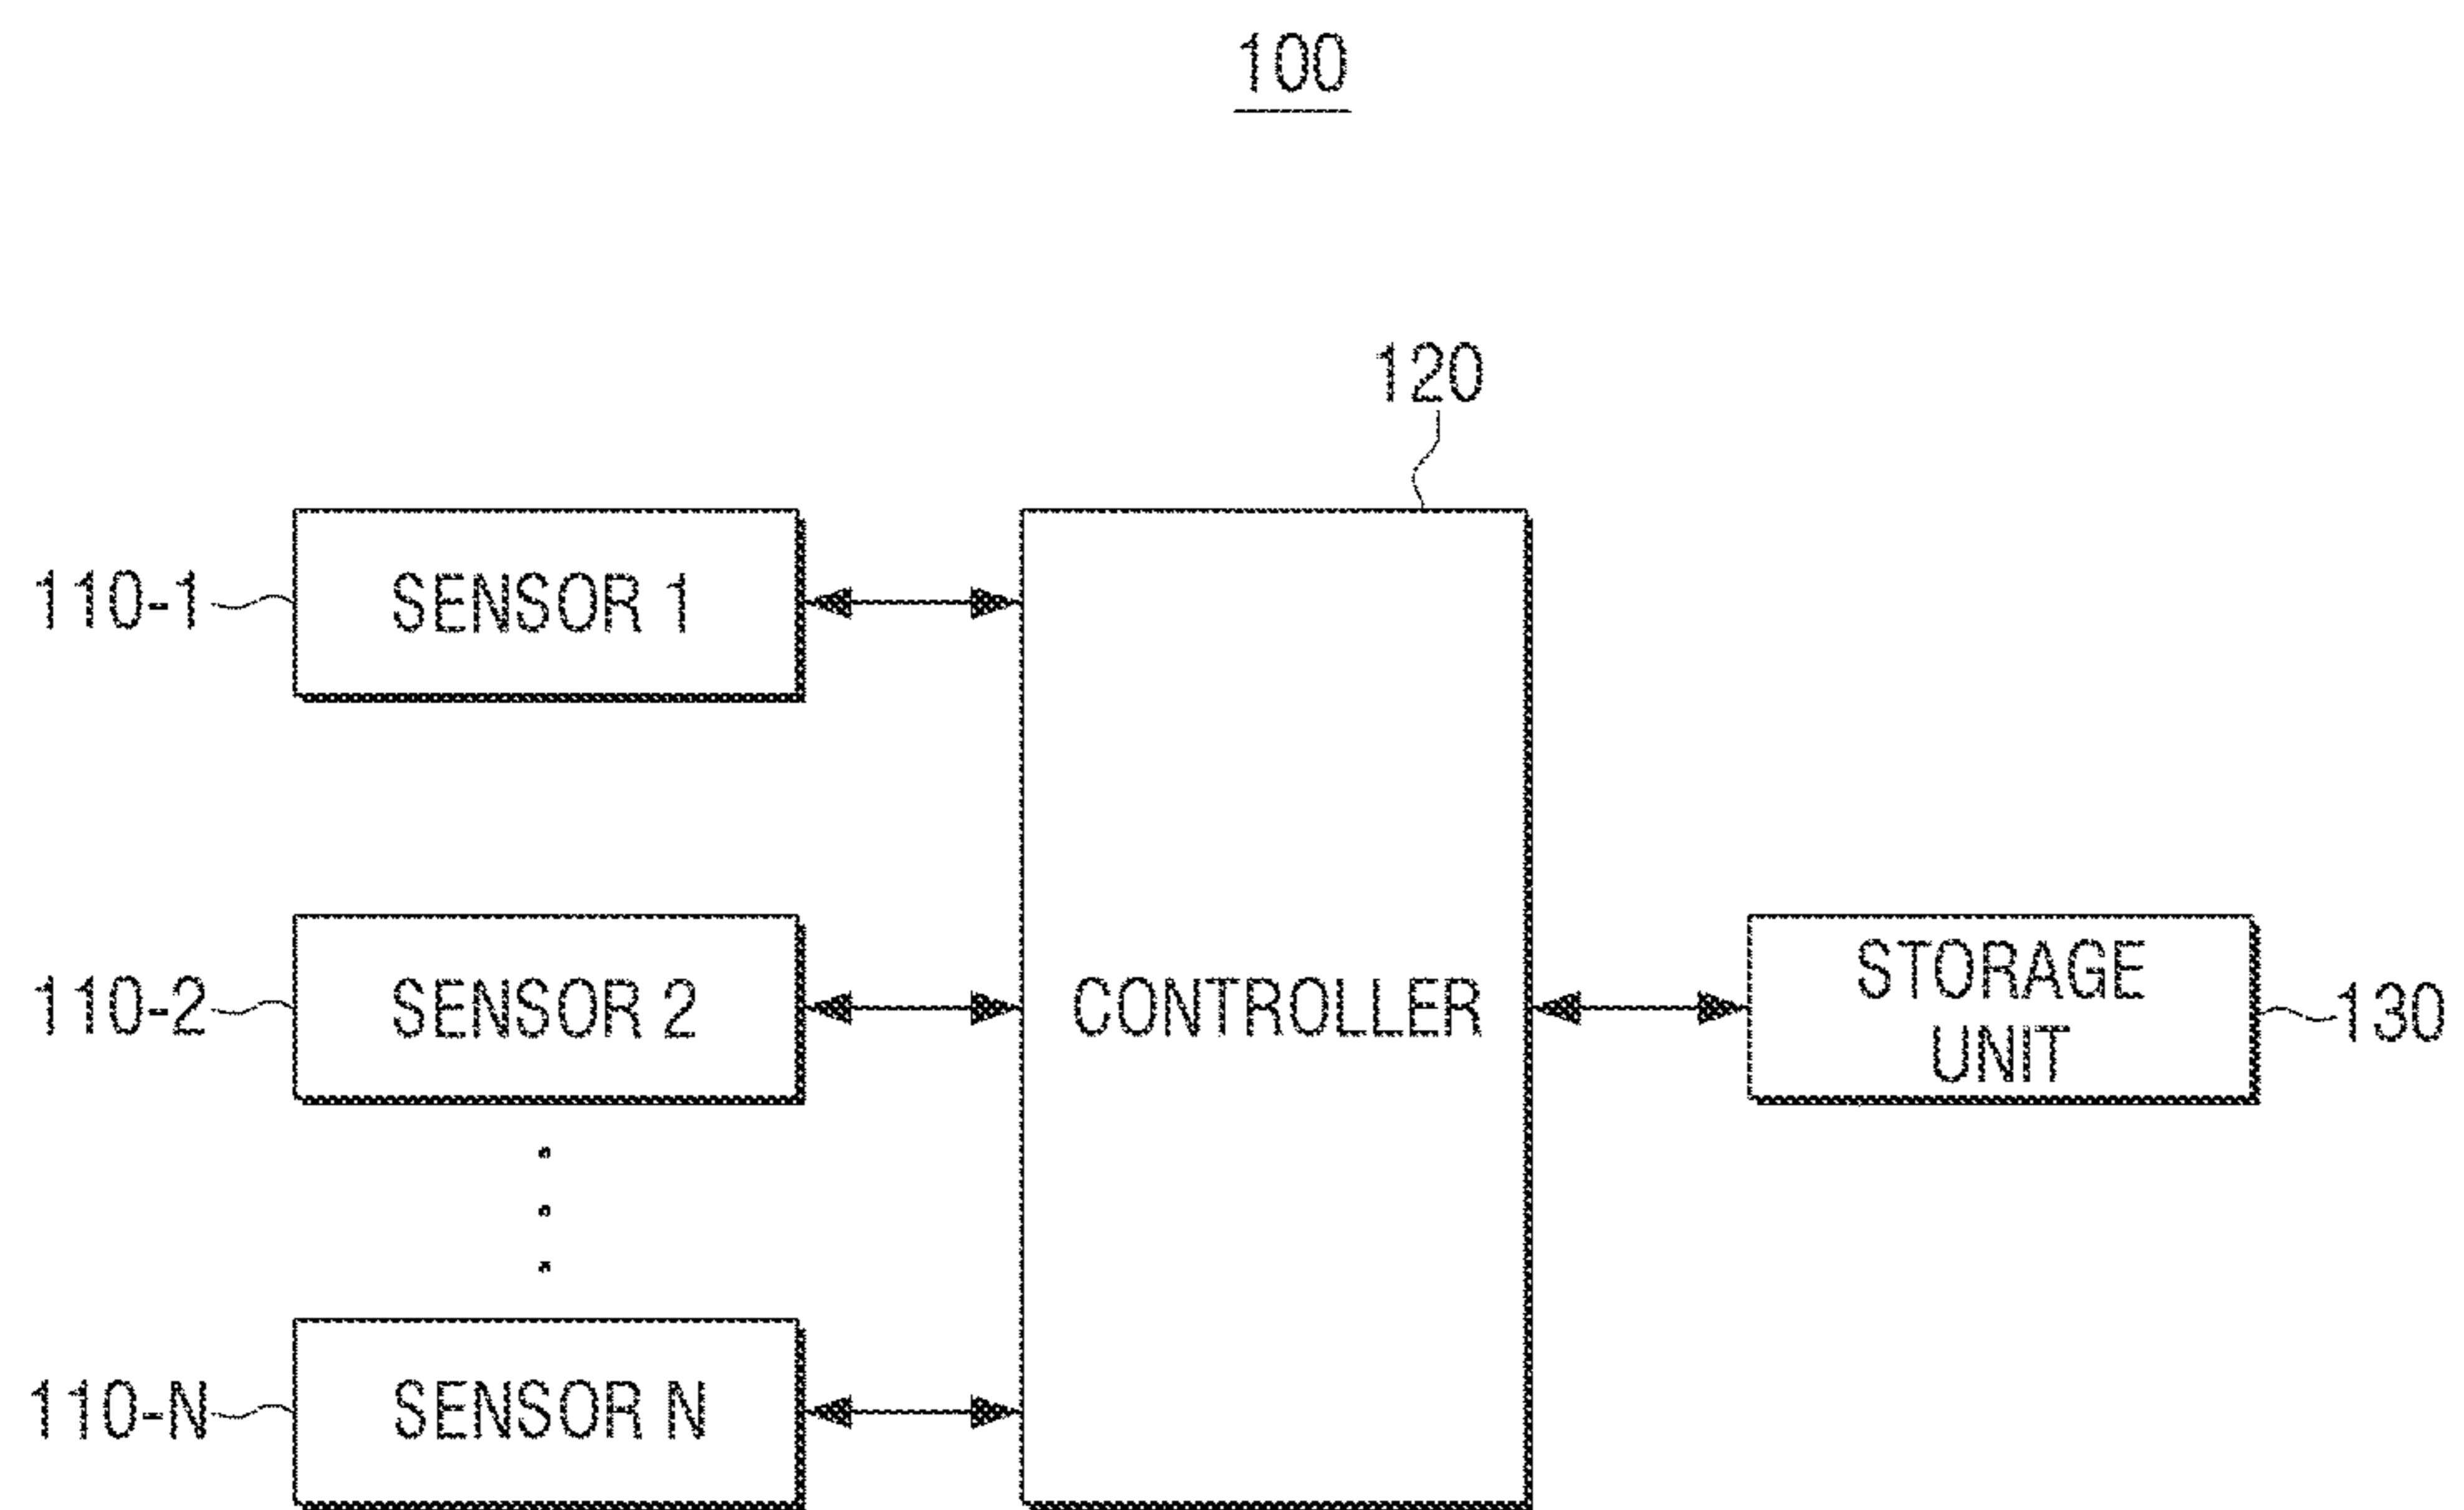 100
120
110-1 SENSOR 1
110-2 SENSOR 2
CONTROLLER
STORAGE
UNIT
130
110-N SENSOR N